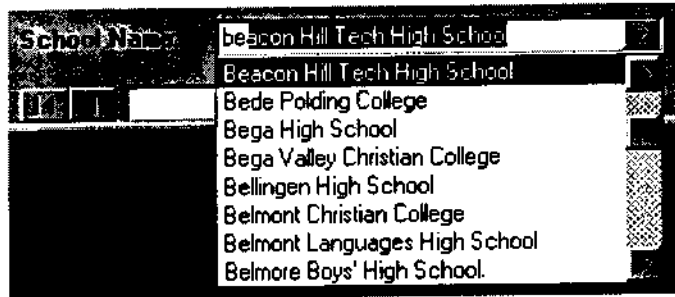 School Name
beacon Hill Tech High School
Beacon Hill Tech High School
Bede Polding College
Bega High School
Bega Valley Christian College
Bellingen High School
Belmont Christian College
Belmont Languages High School
Belmore Boys' High School.